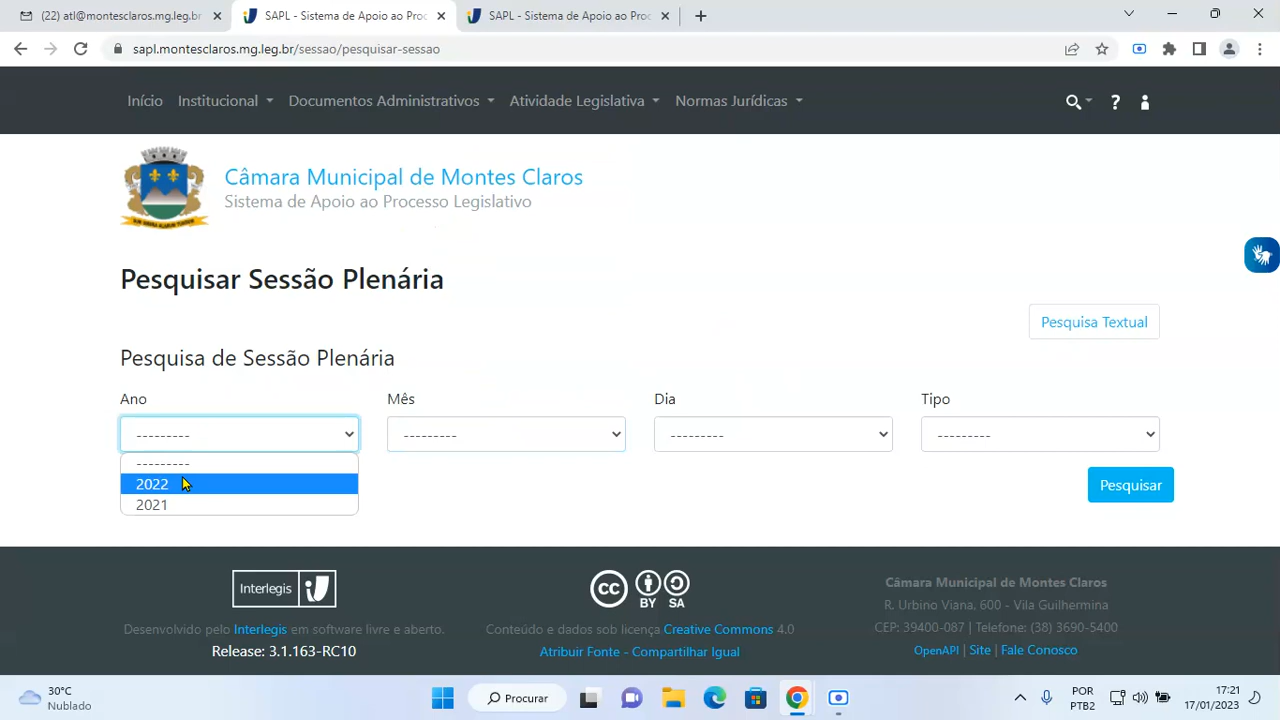 (22) atl@montesclaros.mg.leg.br
SAPL - Sistema de Apoio ao Proc
SAPL - Sistema de Apoio ao Proc
sapl.montesclaros.mg.leg.br/sessao/pesquisar-sessao
Início Institucional Documentos Administrativos Atividade Legislativa Normas Jurídicas ?
Câmara Municipal de Montes Claros
Sistema de Apoio ao Processo Legislativo
Pesquisar Sessão Plenária
Pesquisa Textual
Pesquisa de Sessão Plenária
Ano Mês Dia Tipo
--------- --------- --------- ---------
---------
2022
2021
Pesquisar
Interlegis
Desenvolvido pelo Interlegis em software livre e aberto.
Release: 3.1.163-RC10
CC BY SA
Conteúdo e dados sob licença Creative Commons 4.0
Atribuir Fonte - Compartilhar Igual
Câmara Municipal de Montes Claros
R. Urbino Viana, 600 - Vila Guilhermina
CEP: 39400-087 | Telefone: (38) 3690-5400
OpenAPI | Site | Fale Conosco
30°C
Nublado
Procurar
POR
PTB2
17:21
17/01/2023